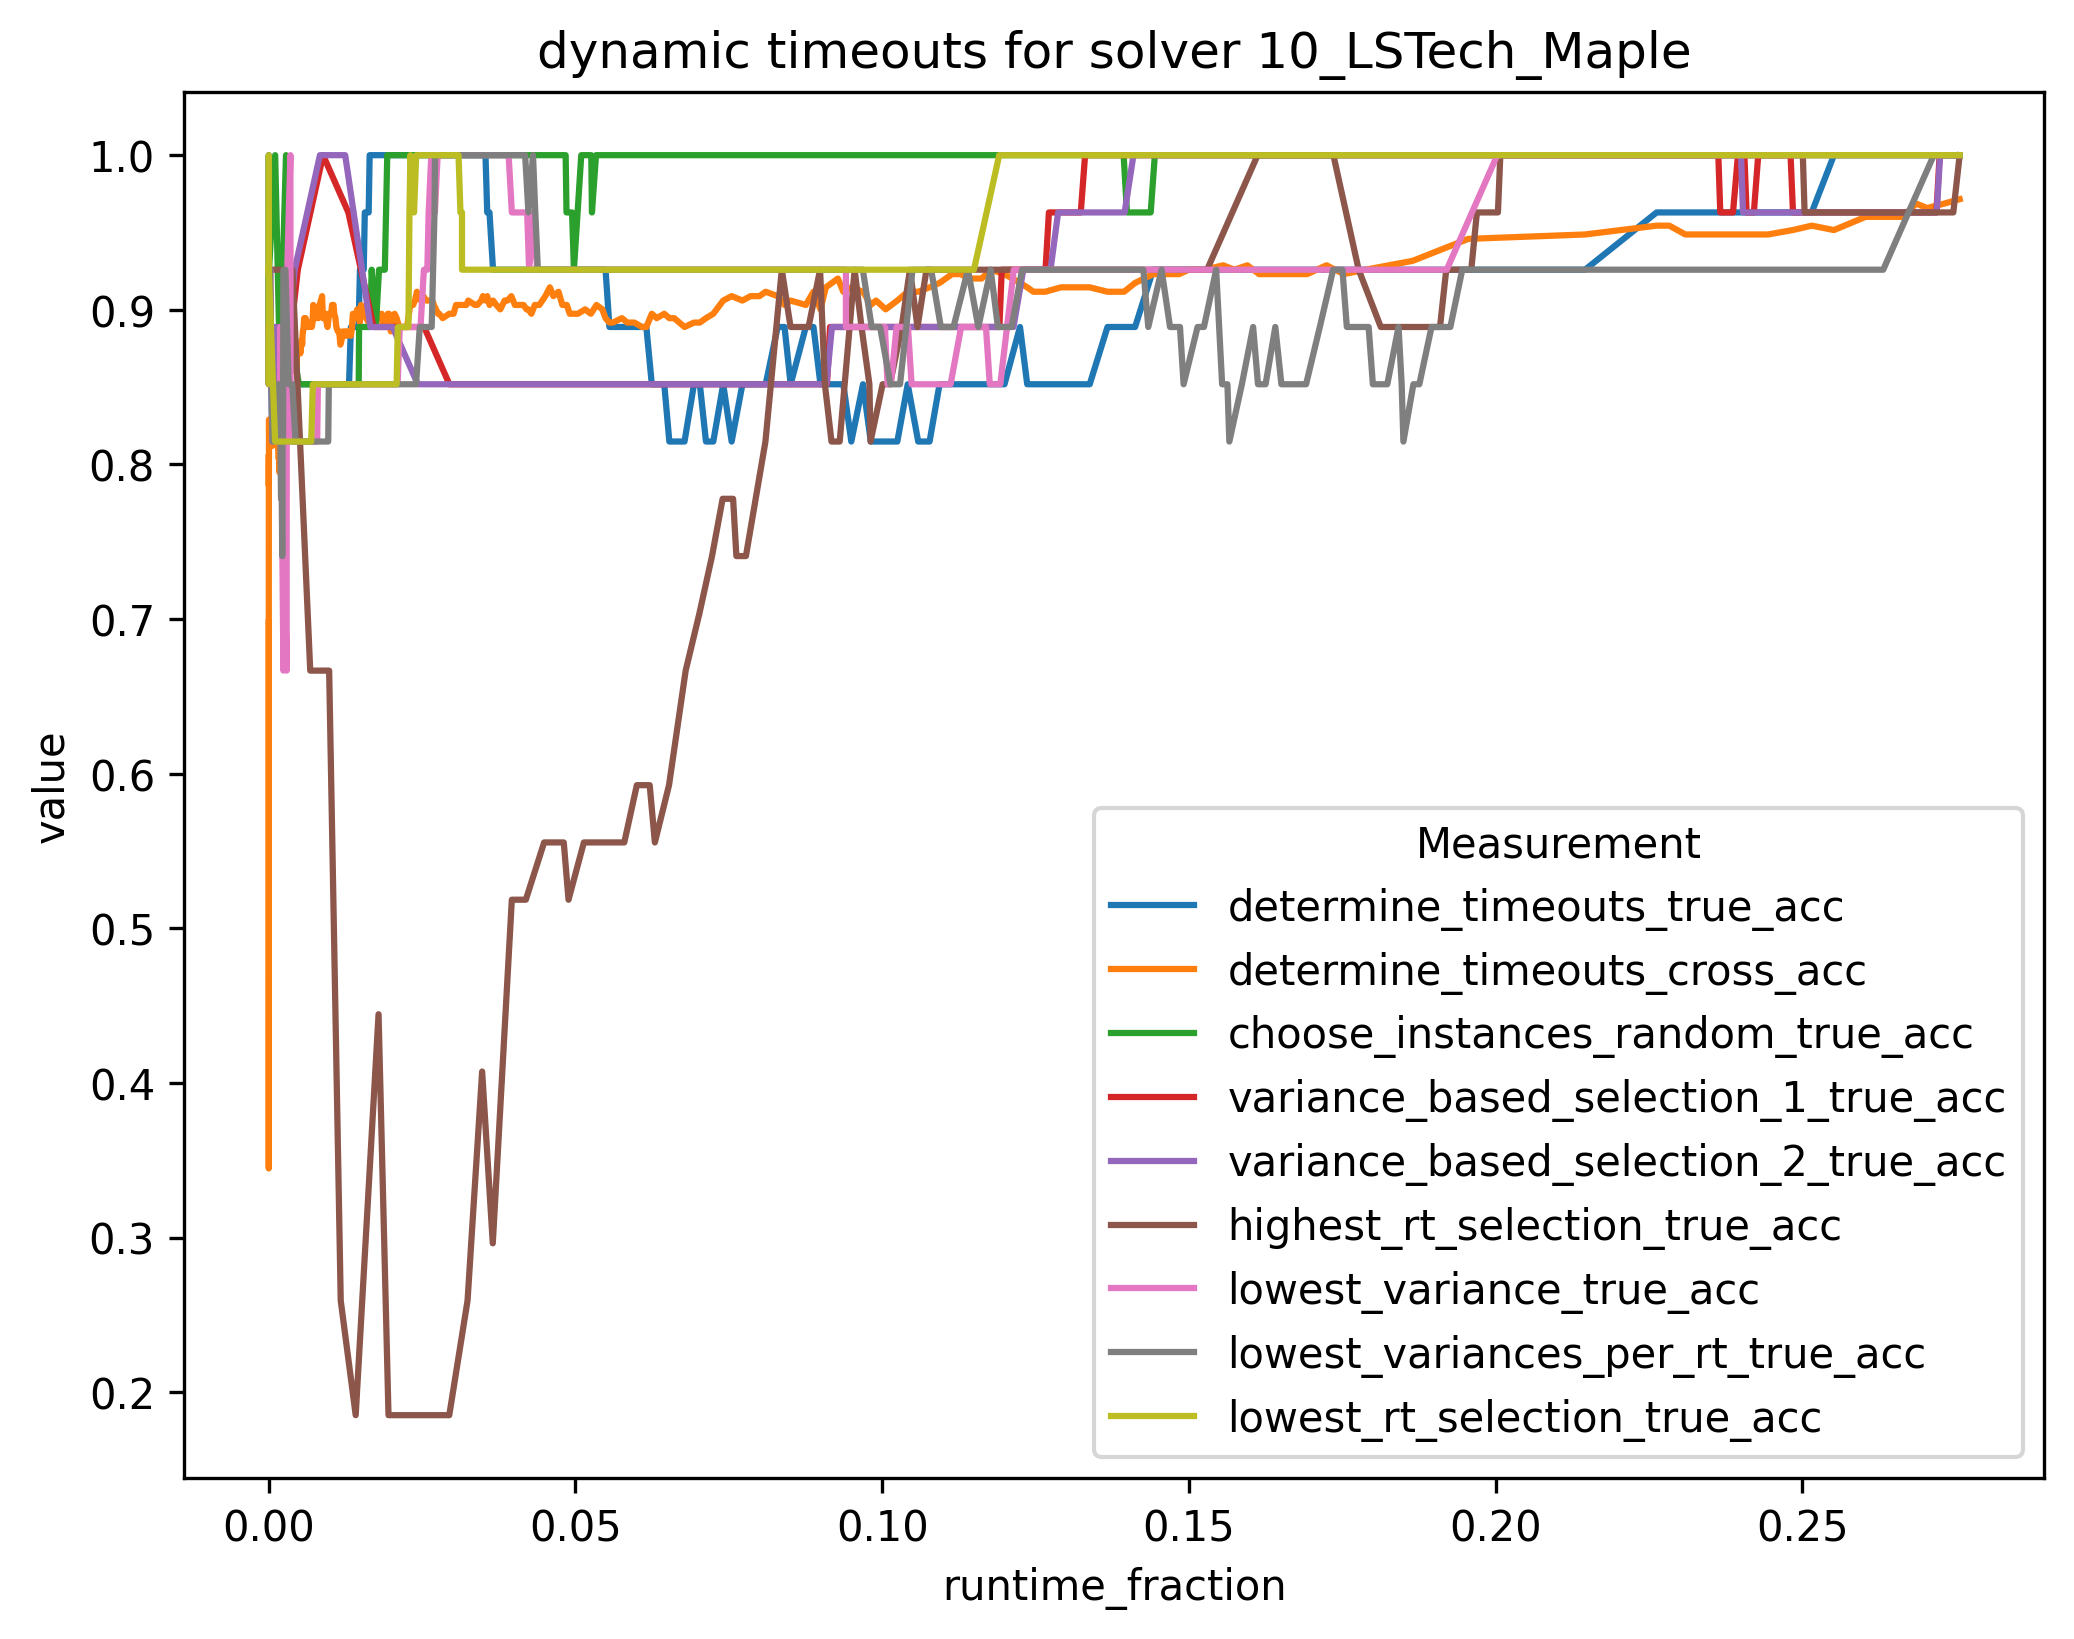 dynamic timeouts for solver 10_LSTech_Maple
1.0
0.9
0.8
0.7
0.6
0.5
0.4
0.3
0.2
value
Measurement
determine_timeouts_true_acc
determine_timeouts_cross_acc
choose_instances_random_true_acc
variance_based_selection_1_true_acc
variance_based_selection_2_true_acc
highest_rt_selection_true_acc
lowest_variance_true_acc
lowest_variances_per_rt_true_acc
lowest_rt_selection_true_acc
0.00 0.05 0.10 0.15 0.20 0.25
runtime_fraction